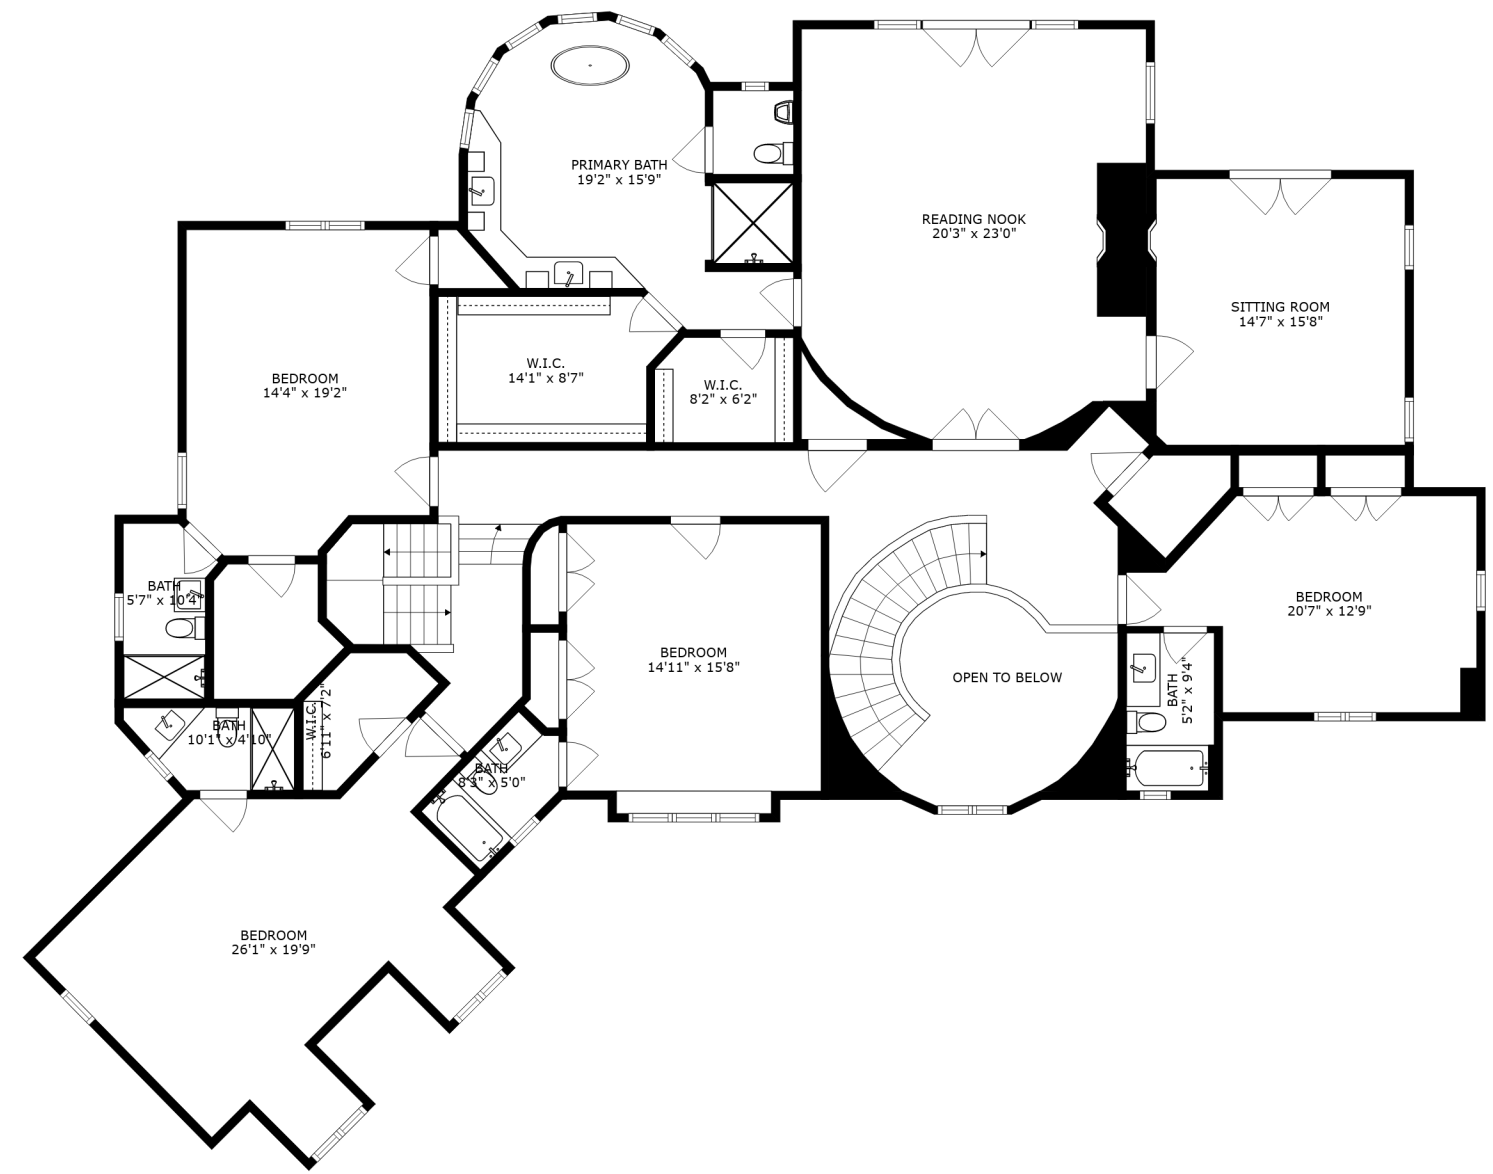 PRIMARY BATH
19'2" x 15'9"
READING NOOK
20'3" x 23'0"
SITTING ROOM
14'7" x 15'8"
BEDROOM
14'4" x 19'2"
W.I.C.
14'1" x 8'7"
W.I.C.
8'2" x 6'2"
BATH
5'7" x 10'4"
BEDROOM
20'7" x 12'9"
BEDROOM
14'11" x 15'8"
OPEN TO BELOW
BATH
5'2" x 9'4"
W.I.C.
6'11" x 7'2"
BATH
10'1" x 4'10"
BATH
8'3" x 5'0"
BEDROOM
26'1" x 19'9"